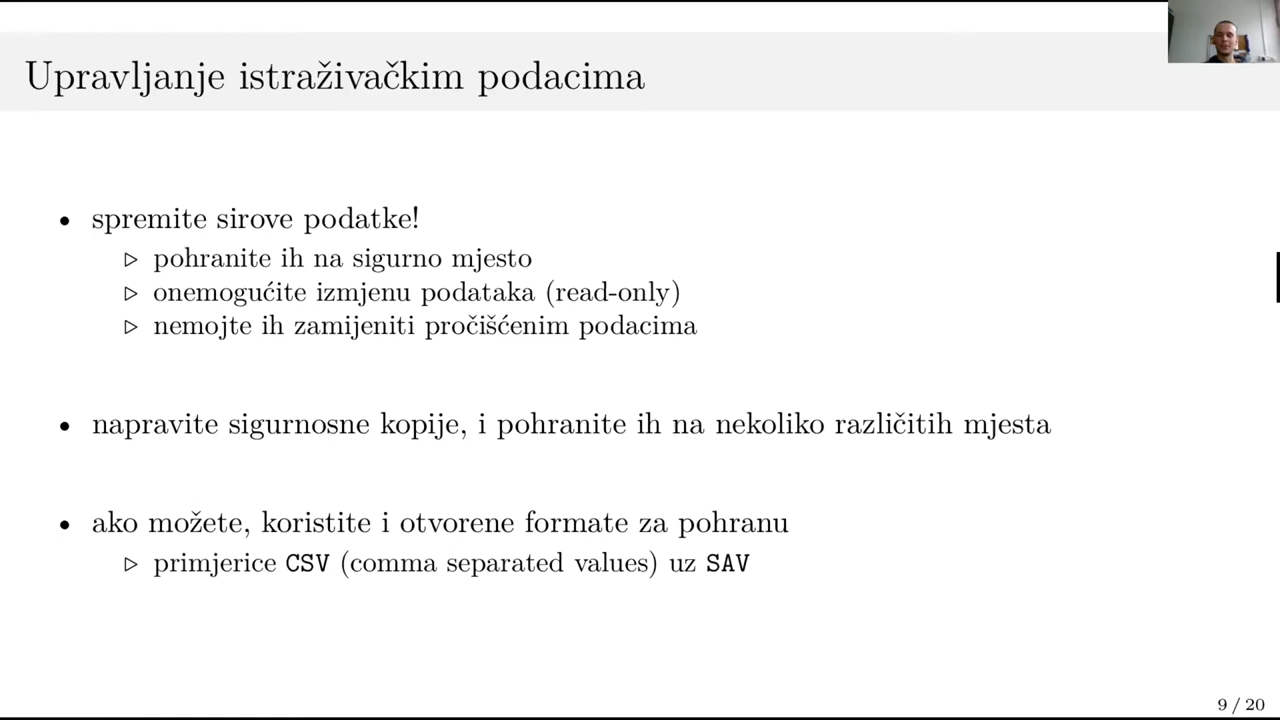 Upravljanje istraživačkim podacima
• spremite sirove podatke!
▷ pohranite ih na sigurno mjesto
▷ onemogućite izmjenu podataka (read-only)
▷ nemojte ih zamijeniti pročišćenim podacima
• napravite sigurnosne kopije, i pohranite ih na nekoliko različitih mjesta
• ako možete, koristite i otvorene formate za pohranu
▷ primjerice CSV (comma separated values) uz SAV
9 / 20